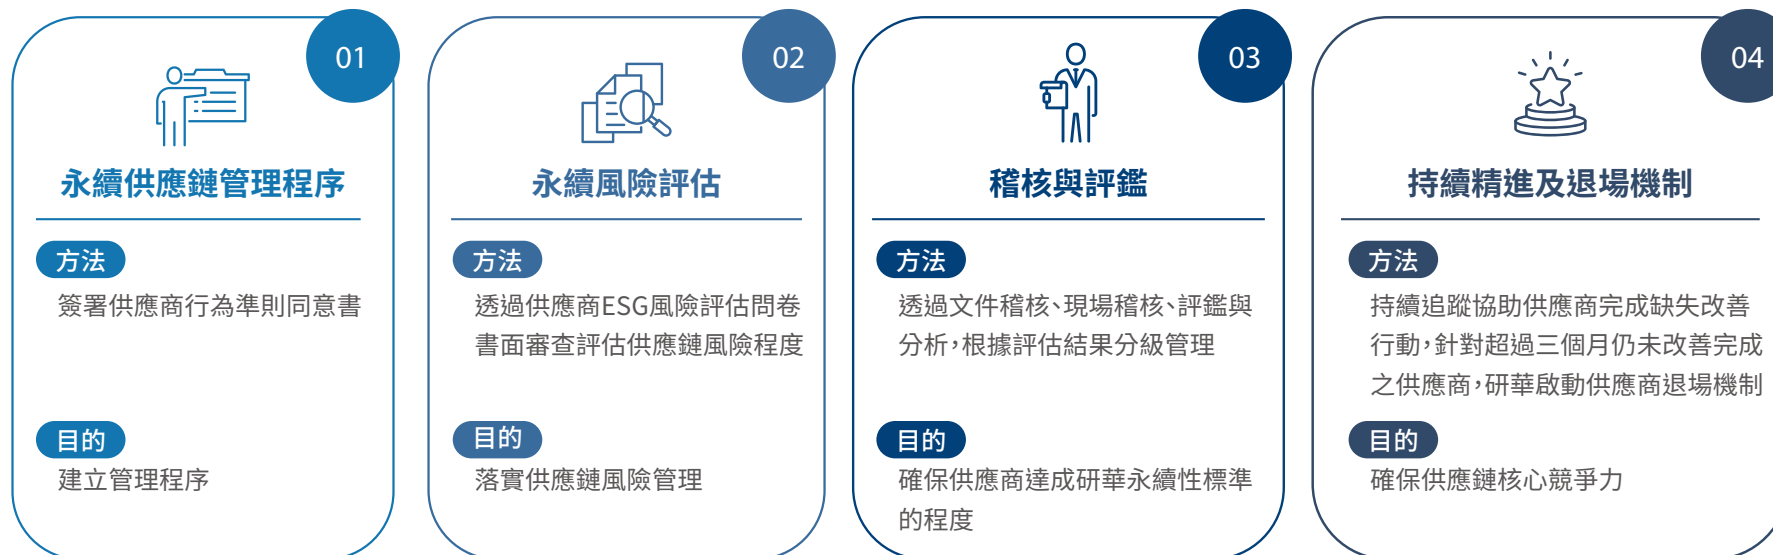 01
永續供應鏈管理程序
方法
簽署供應商行為準則同意書
目的
建立管理程序
02
永續風險評估
方法
透過供應商ESG風險評估問卷
書面審查評估供應鏈風險程度
目的
落實供應鏈風險管理
03
稽核與評鑑
方法
透過文件稽核、現場稽核、評鑑與
分析，根據評估結果分級管理
目的
確保供應商達成研華永續性標準
的程度
04
持續精進及退場機制
方法
持續追蹤協助供應商完成缺失改善
行動，針對超過三個月仍未改善完成
之供應商，研華啟動供應商退場機制
目的
確保供應鏈核心競爭力